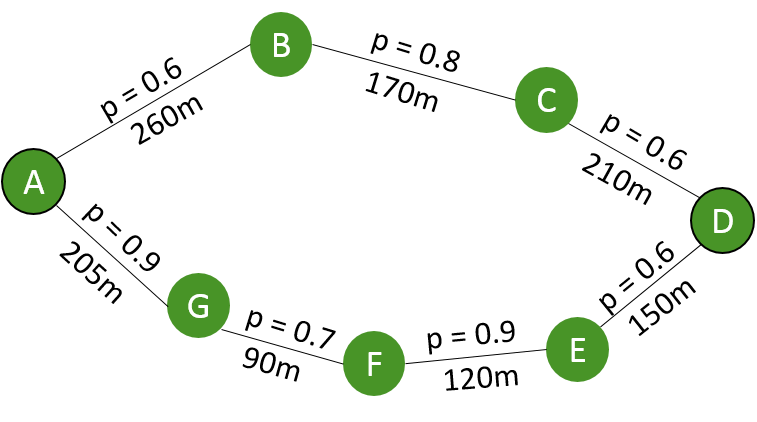 B
p = 0.8
170m
p = 0.6
260m
C
p = 0.6
210m
A
D
p = 0.9
205m
G
p = 0.7
90m
F
p = 0.9
120m
E
p = 0.6
150m